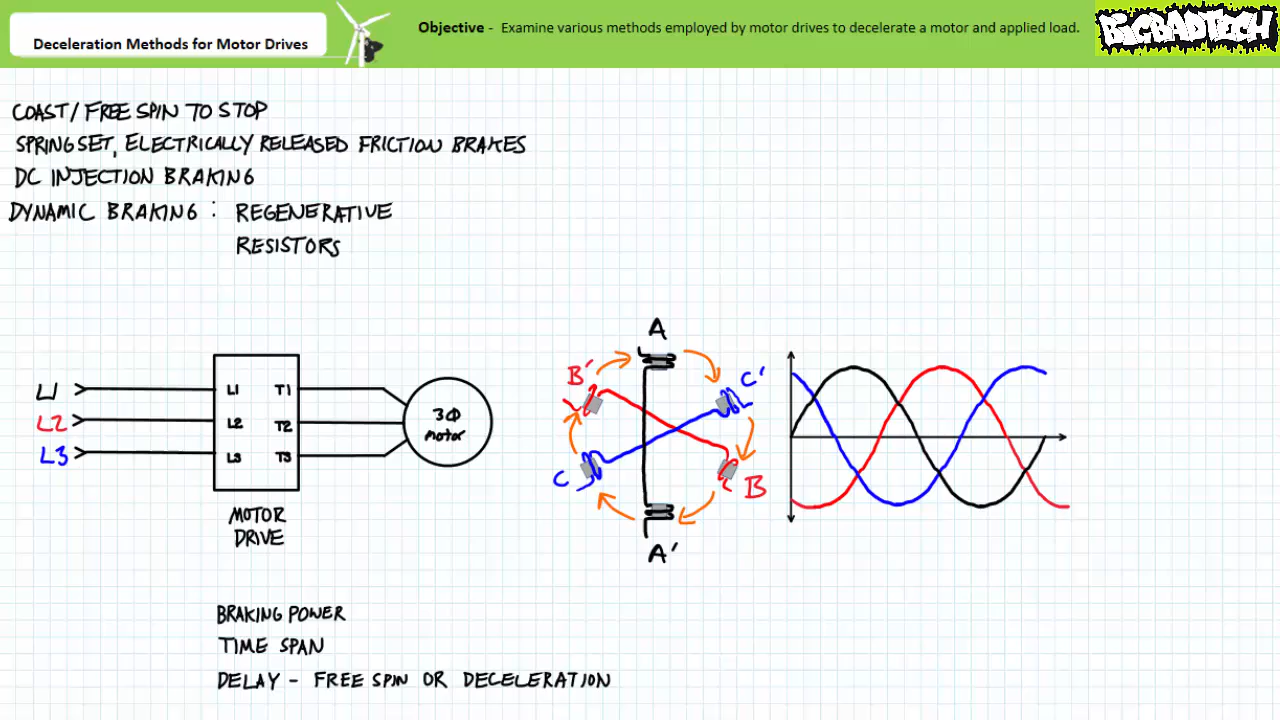 Deceleration Methods for Motor Drives
Objective - Examine various methods employed by motor drives to decelerate a motor and applied load.
BIGBADTECH
COAST/FREE SPIN TO STOP
SPRING SET, ELECTRICALLY RELEASED FRICTION BRAKES
DC INJECTION BRAKING
DYNAMIC BRAKING : REGENERATIVE
RESISTORS
L1
L2
L3
L1 T1
L2 T2
L3 T3
3Φ
motor
MOTOR
DRIVE
A
B'
C'
C
B
A'
BRAKING POWER
TIME SPAN
DELAY - FREE SPIN OR DECELERATION